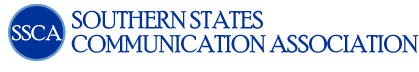 SSCA
SOUTHERN STATES
COMMUNICATION ASSOCIATION